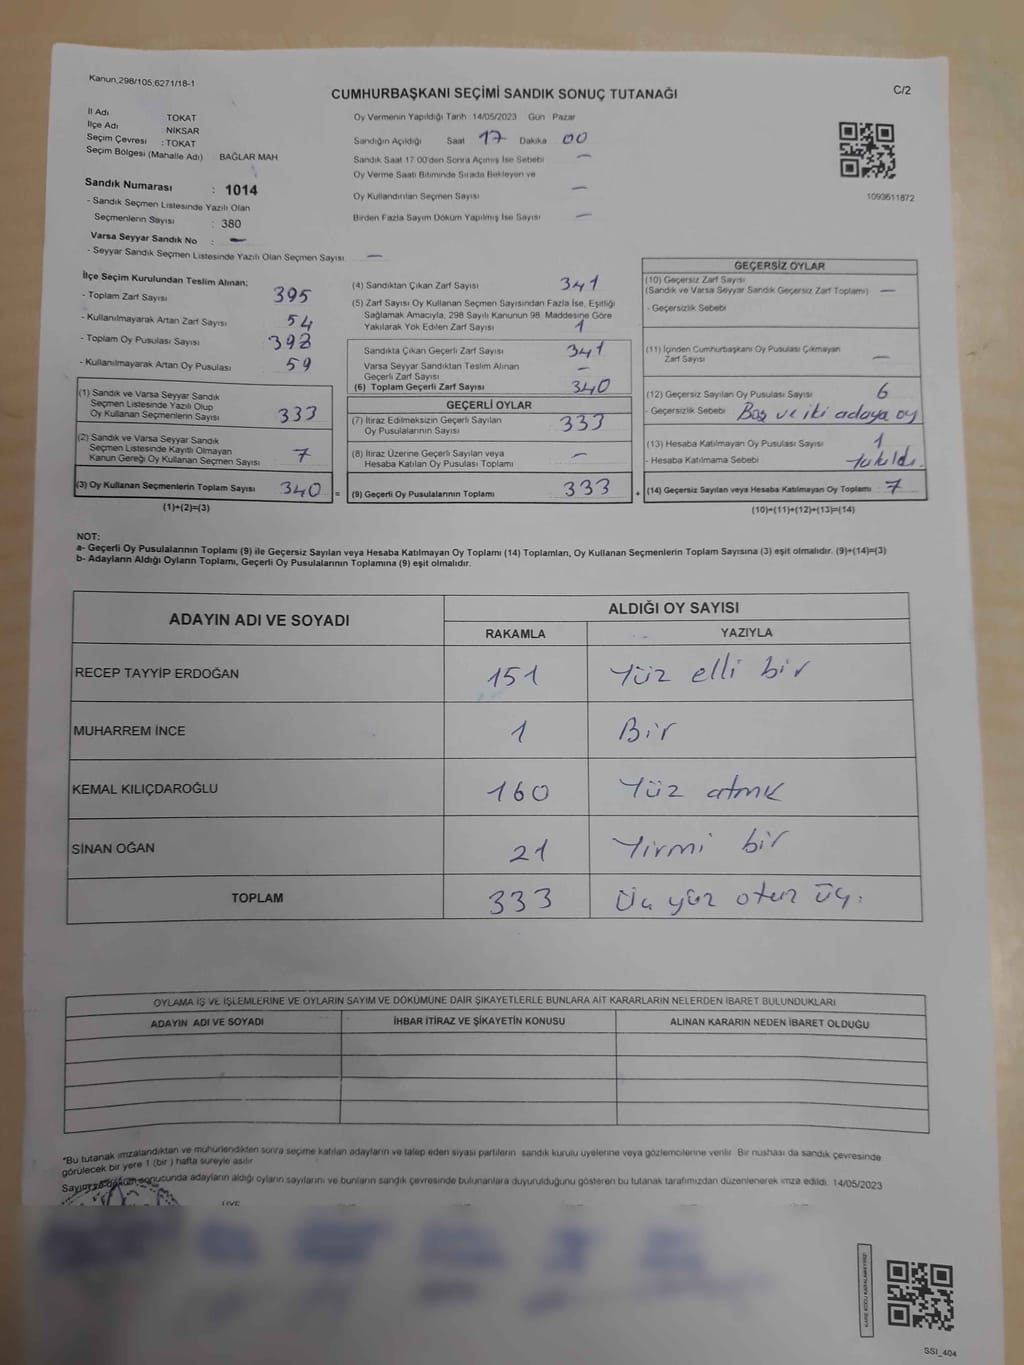 Kanun,298/105,6271/18-1
C/2
CUMHURBAŞKANI SEÇİMİ SANDIK SONUÇ TUTANAĞI
İl Adı TOKAT
İlçe Adı NİKSAR
Seçim Çevresi : TOKAT
Seçim Bölgesi (Mahalle Adı) BAĞLAR MAH
Sandık Numarası : 1014
- Sandık Seçmen Listesinde Yazılı Olan
Seçmenlerin Sayısı : 380
Varsa Seyyar Sandık No : -
- Seyyar Sandık Seçmen Listesinde Yazılı Olan Seçmen Sayısı -
Oy Vermenin Yapıldığı Tarih 14/05/2023 Gün Pazar
Sandığın Açıldığı Saat 17 Dakika 00
Sandık Saat 17 00'den Sonra Açımış İse Sebebi -
Oy Verme Saati Bitiminde Sırada Bekleyen ve
Oy Kullandırılan Seçmen Sayısı -
Birden Fazla Sayım Döküm Yapılmış İse Sayısı -
1093611872
İlçe Seçim Kurulundan Teslim Alınan;
- Toplam Zarf Sayısı 395
- Kullanılmayarak Artan Zarf Sayısı 54
- Toplam Oy Pusulası Sayısı 398
- Kullanılmayarak Artan Oy Pusulası 59
(1) Sandık ve Varsa Seyyar Sandık
Seçmen Listesinde Yazılı Olup
Oy Kullanan Seçmenlerin Sayısı 333
(2) Sandık ve Varsa Seyyar Sandık
Seçmen Listesinde Kayıtlı Olmayan
Kanun Gereği Oy Kullanan Seçmen Sayısı 7
(3) Oy Kullanan Seçmenlerin Toplam Sayısı 340 =
(1)+(2)=(3)
(4) Sandıktan Çıkan Zarf Sayısı 341
(5) Zarf Sayısı Oy Kullanan Seçmen Sayısından Fazla İse, Eşitliği
Sağlamak Amacıyla, 298 Sayılı Kanunun 98. Maddesine Göre
Yakılarak Yok Edilen Zarf Sayısı 1
Sandıkta Çıkan Geçerli Zarf Sayısı 341
Varsa Seyyar Sandıktan Teslim Alınan
Geçerli Zarf Sayısı -
(6) Toplam Geçerli Zarf Sayısı 340
GEÇERLİ OYLAR
(7) İtiraz Edilmeksizin Geçerli Sayılan
Oy Pusulalarının Sayısı 333
(8) İtiraz Üzerine Geçerli Sayılan veya
Hesaba Katılan Oy Pusulası Toplamı -
(9) Geçerli Oy Pusulalarının Toplamı 333 +
GEÇERSİZ OYLAR
(10) Geçersiz Zarf Sayısı
(Sandık ve Varsa Seyyar Sandık Geçersiz Zarf Toplamı) -
- Geçersizlik Sebebi
(11) İçinden Cumhurbaşkanı Oy Pusulası Çıkmayan
Zarf Sayısı -
(12) Geçersiz Sayılan Oy Pusulası Sayısı 6
- Geçersizlik Sebebi Boş ve iki adaya oy
(13) Hesaba Katılmayan Oy Pusulası Sayısı 1
- Hesaba Katılmama Sebebi
(14) Geçersiz Sayılan veya Hesaba Katılmayan Oy Toplamı 7
(10)+(11)+(12)+(13)=(14)
NOT:
a- Geçerli Oy Pusulalarının Toplamı (9) ile Geçersiz Sayılan veya Hesaba Katılmayan Oy Toplamı (14) Toplamları, Oy Kullanan Seçmenlerin Toplam Sayısına (3) eşit olmalıdır. (9)+(14)=(3)
b- Adayların Aldığı Oyların Toplamı, Geçerli Oy Pusulalarının Toplamına (9) eşit olmalıdır.
ADAYIN ADI VE SOYADI ALDIĞI OY SAYISI
RAKAMLA YAZIYLA
RECEP TAYYİP ERDOĞAN 151 Yüz elli bir
MUHARREM İNCE 1 Bir
KEMAL KILIÇDAROĞLU 160 Yüz atmık
SİNAN OĞAN 21 Yirmi bir
TOPLAM 333 Üç yüz otuz üç.
OYLAMA İŞ VE İŞLEMLERİNE VE OYLARIN SAYIM VE DÖKÜMÜNE DAİR ŞİKAYETLERLE BUNLARA AİT KARARLARIN NELERDEN İBARET BULUNDUKLARI
ADAYIN ADI VE SOYADI İHBAR İTİRAZ VE ŞİKAYETİN KONUSU ALINAN KARARIN NEDEN İBARET OLDUĞU
*Bu tutanak imzalandıktan ve mühürlendikten sonra seçime katılan adayların ve talep eden siyasi partilerin sandık kurulu üyelerine veya gözlemcilerine verilir. Bir nushası da sandık çevresinde
görülecek bir yere 1 (bir ) hafta süreyle asılır
sonucunda adayların aldığı oyların sayılarını ve bunların sandık çevresinde bulunanlara duyurulduğunu gösteren bu tutanak tarafımızdan düzenlenerek imza edildi. 14/05/2023
SSI_404